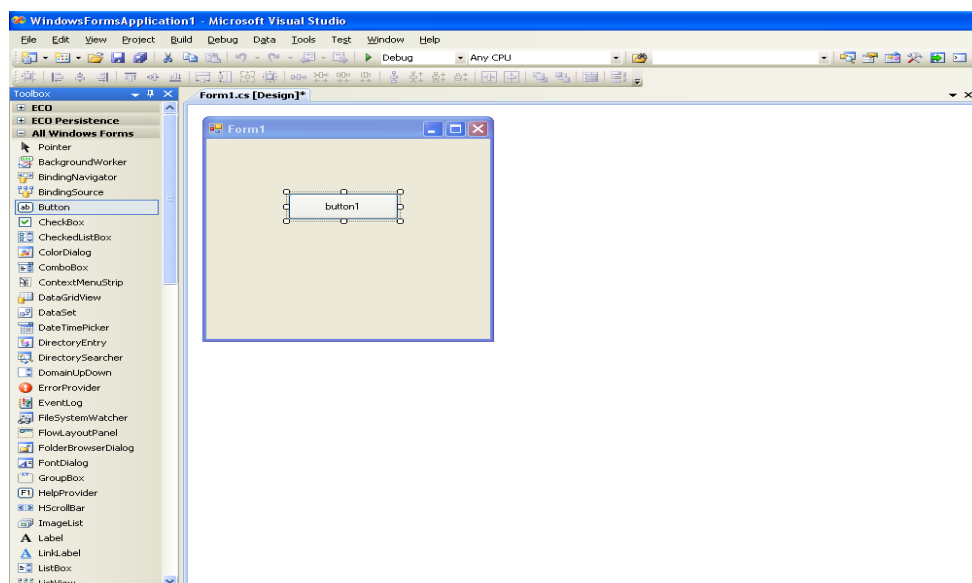 WindowsFormsApplication1 - Microsoft Visual Studio
File Edit View Project Build Debug Data Tools Test Window Help
Debug Any CPU
Toolbox
Form1.cs [Design]*
ECO
ECO Persistence
All Windows Forms
Pointer
BackgroundWorker
BindingNavigator
BindingSource
ab Button
CheckBox
CheckedListBox
ColorDialog
ComboBox
ContextMenuStrip
DataGridView
DataSet
DateTimePicker
DirectoryEntry
DirectorySearcher
DomainUpDown
ErrorProvider
EventLog
FileSystemWatcher
FlowLayoutPanel
FolderBrowserDialog
FontDialog
GroupBox
F1 HelpProvider
HScrollBar
ImageList
A Label
A LinkLabel
ListBox
ListView
Form1
button1